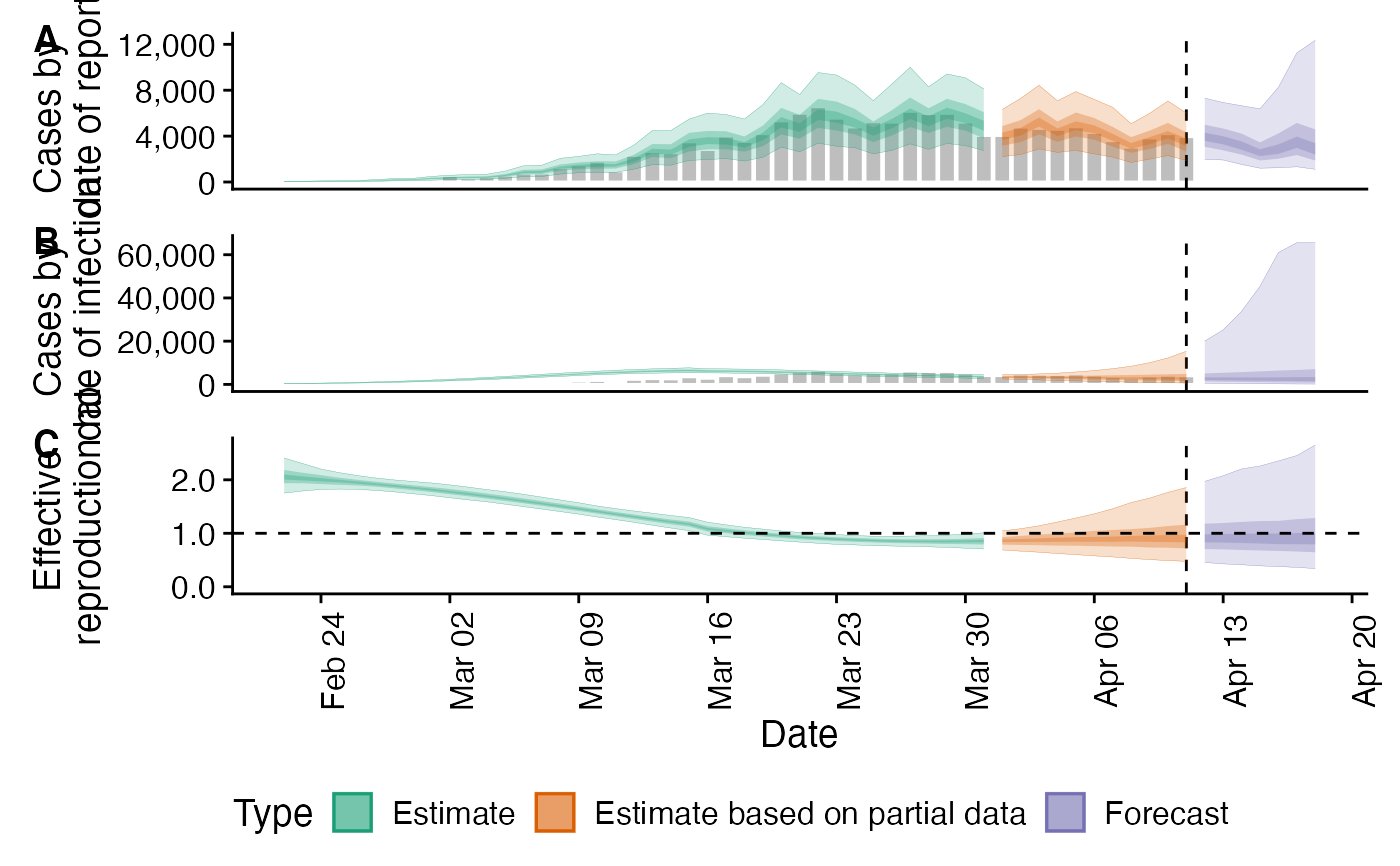 A
Cases by
date of report
12,000
8,000
4,000
0
B
Cases by
date of infection
60,000
40,000
20,000
0
C
Effective
reproduction
2.0
1.0
0.0
Feb 24
Mar 02
Mar 09
Mar 16
Mar 23
Mar 30
Apr 06
Apr 13
Apr 20
Date
Type
Estimate
Estimate based on partial data
Forecast